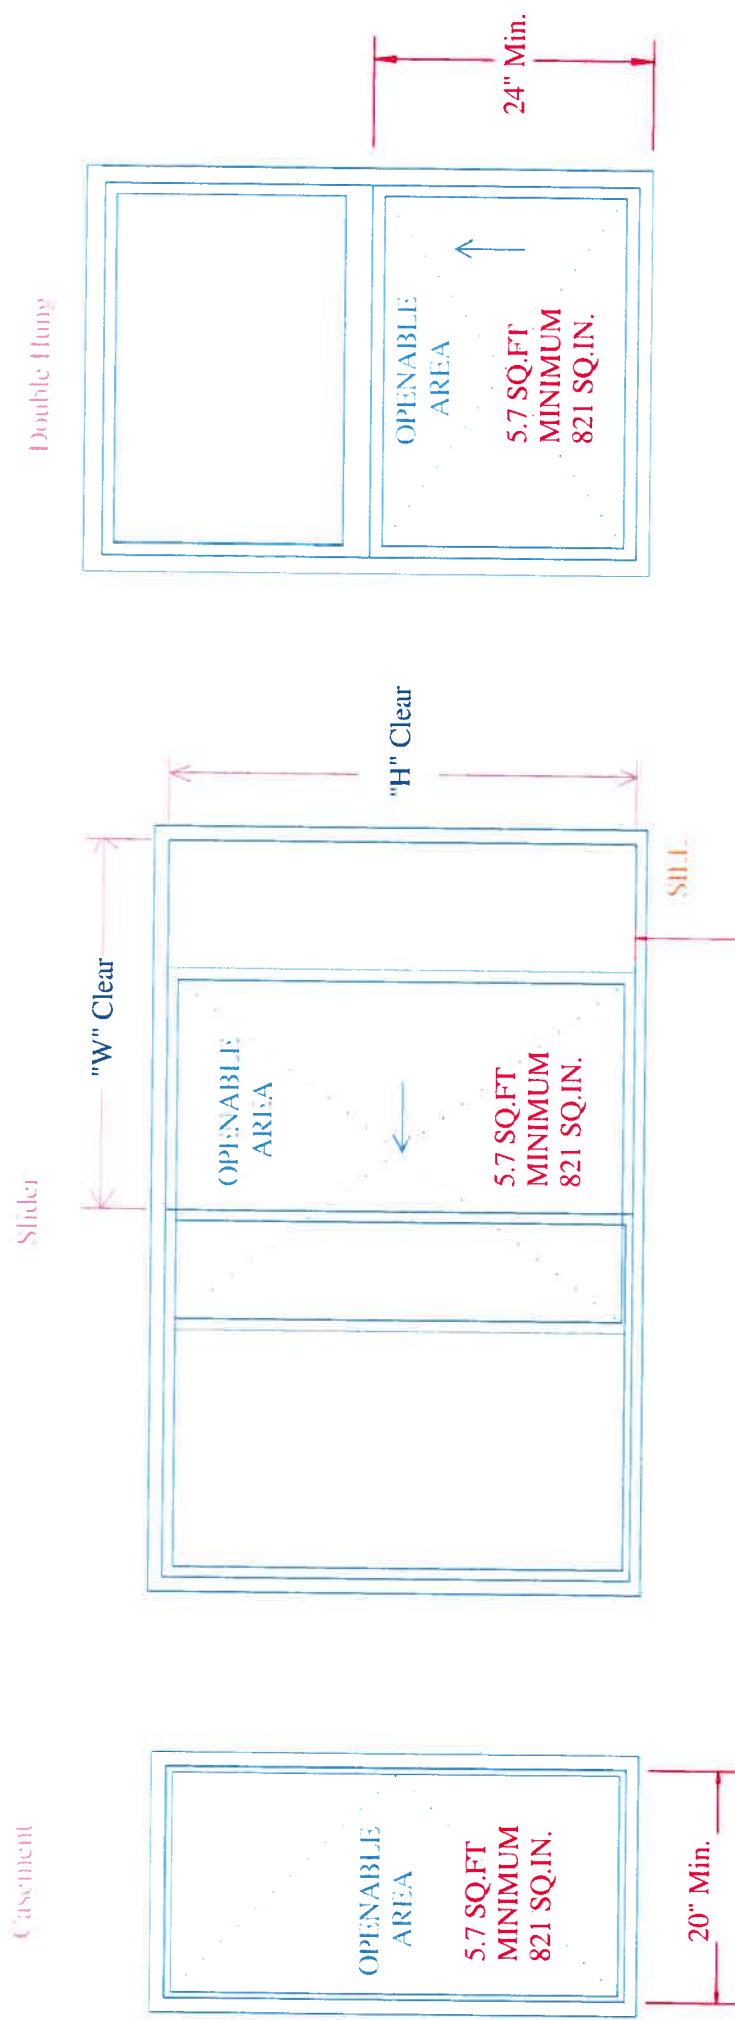 Casement
OPENABLE
AREA
5.7 SQ.FT
MINIMUM
821 SQ.IN.
20" Min.
Slider
"W" Clear
OPENABLE
AREA
5.7 SQ.FT
MINIMUM
821 SQ.IN.
"H" Clear
SILL
Double Hung
OPENABLE
AREA
5.7 SQ.FT
MINIMUM
821 SQ.IN.
24" Min.